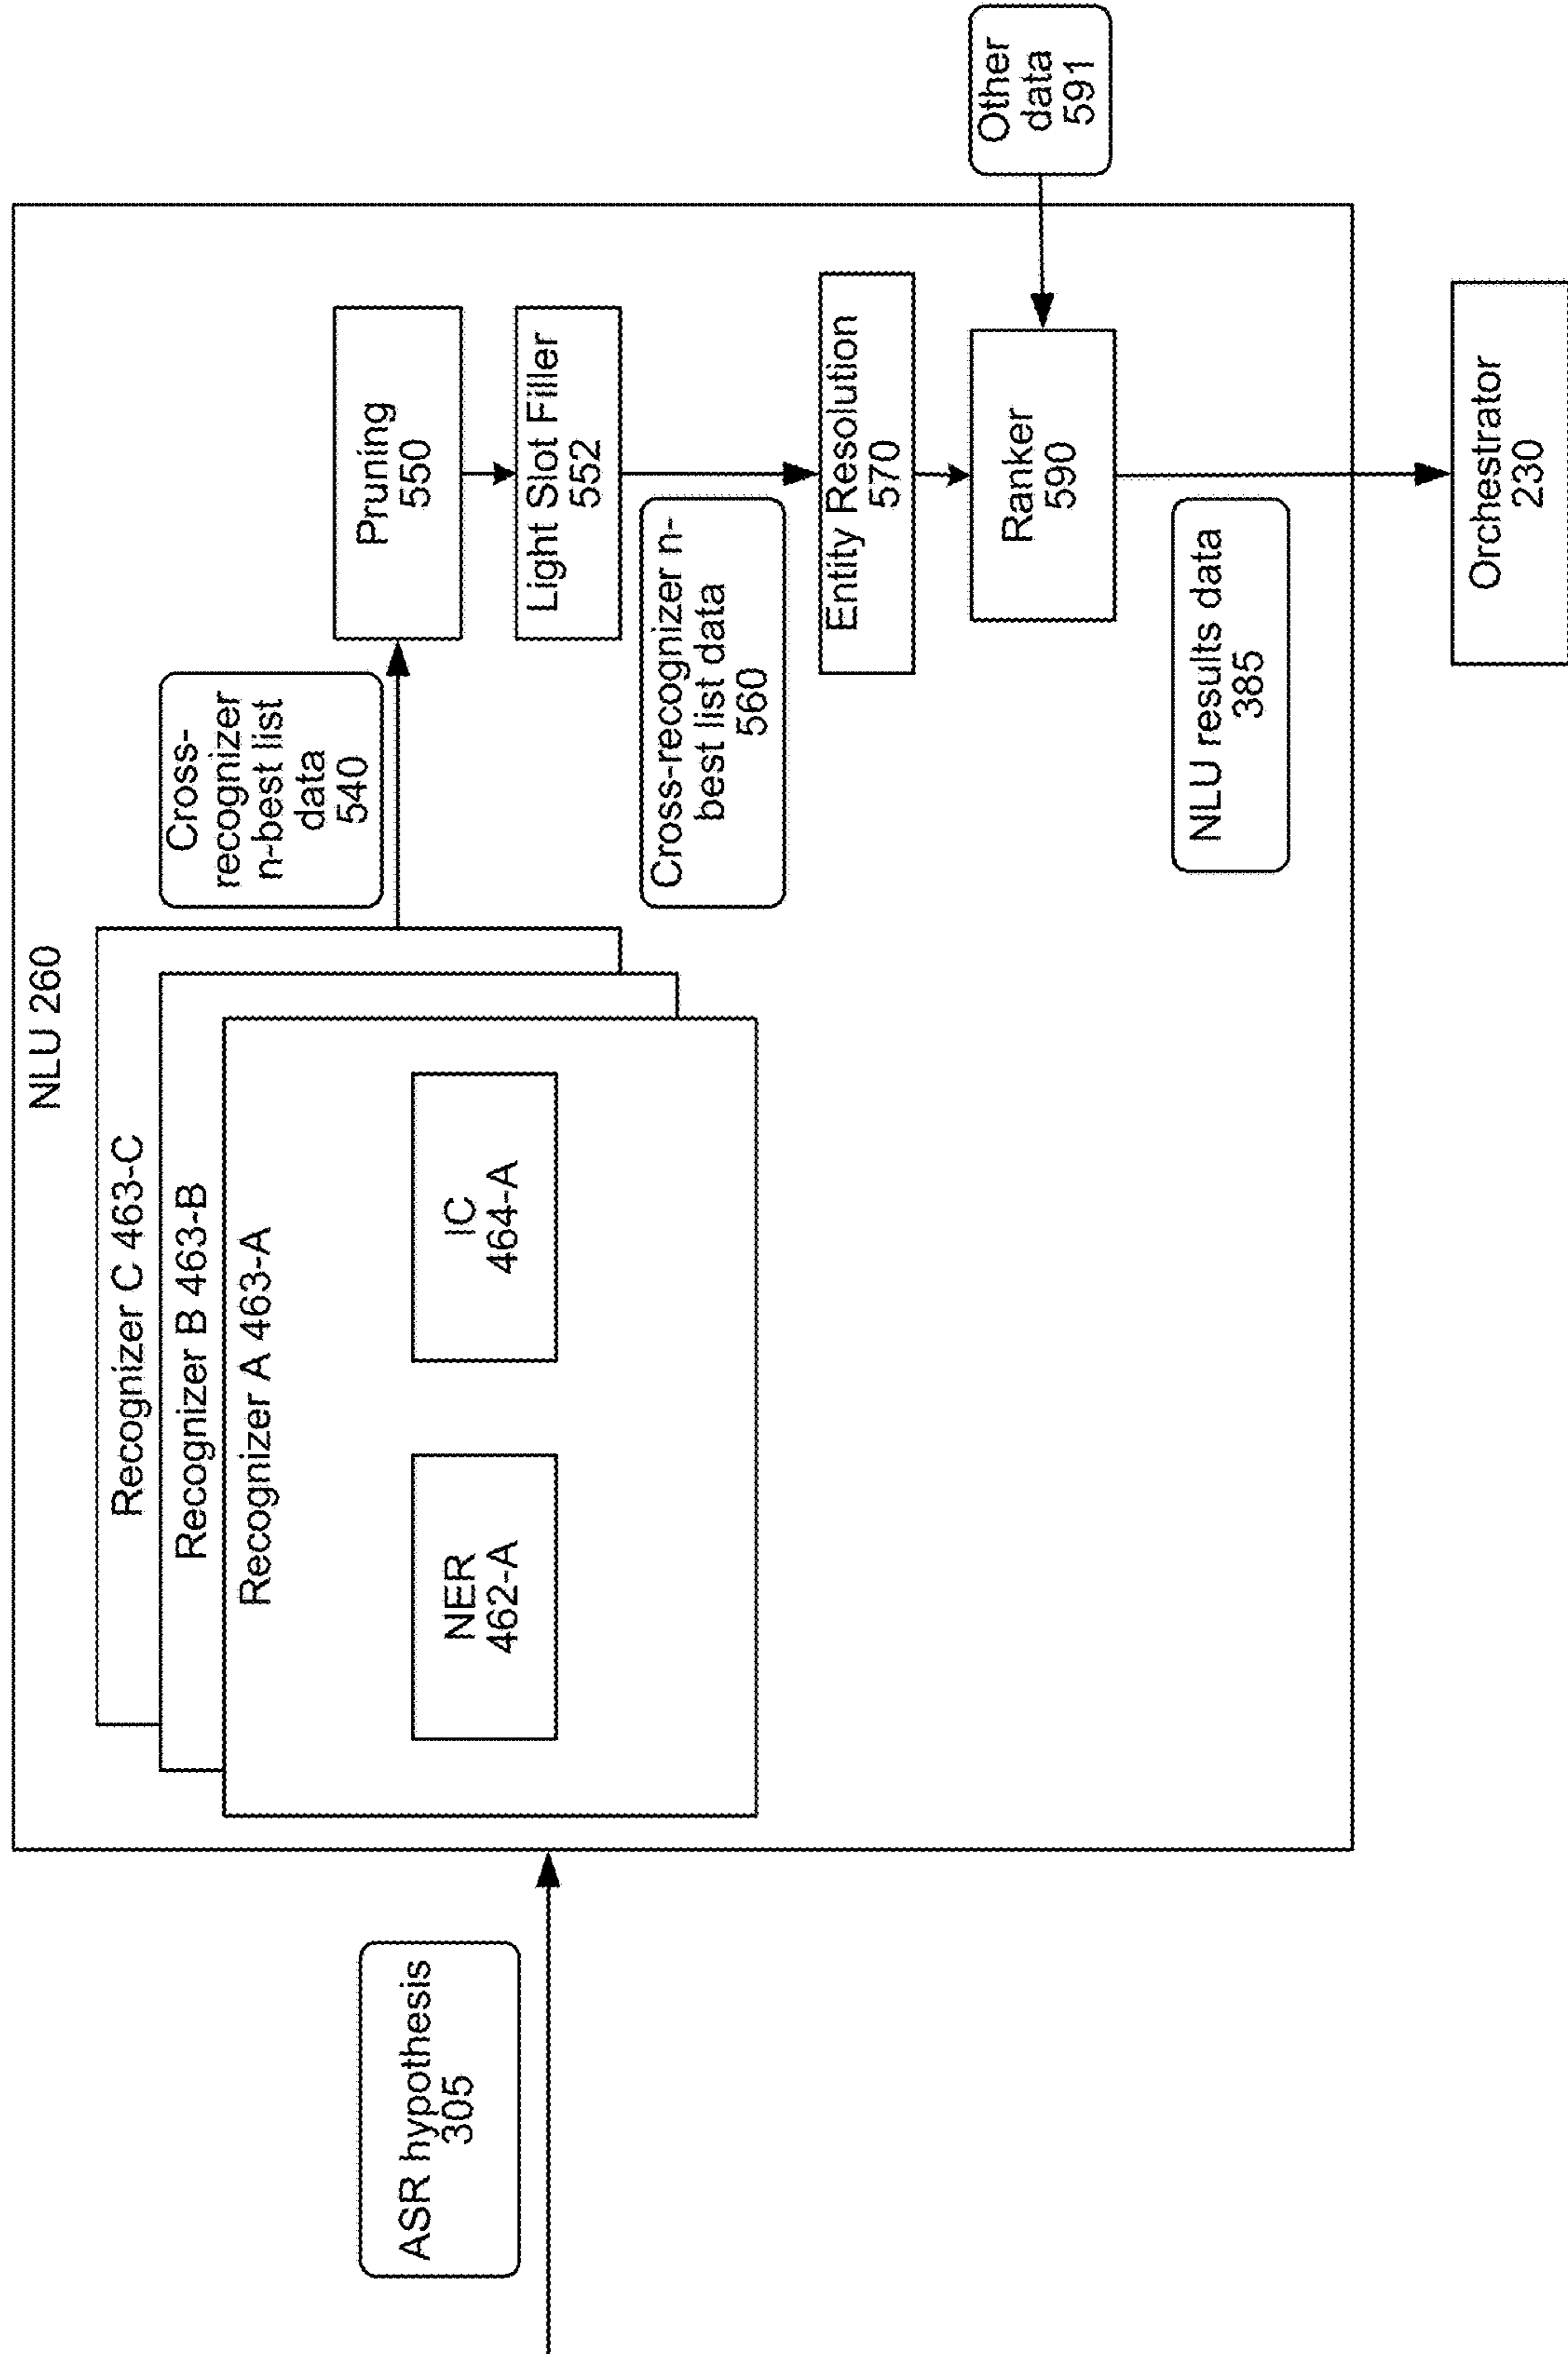 NLU 260
Recognizer C 463-C
Recognizer B 463-B
Recognizer A 463-A
NER
462-A
IC
464-A
ASR hypothesis
305
Cross-
recognizer
n-best list
data
540
Pruning
550
Light Slot Filler
552
Cross-recognizer n-
best list data
560
Entity Resolution
570
Ranker
590
Other
data
591
NLU results data
385
Orchestrator
230